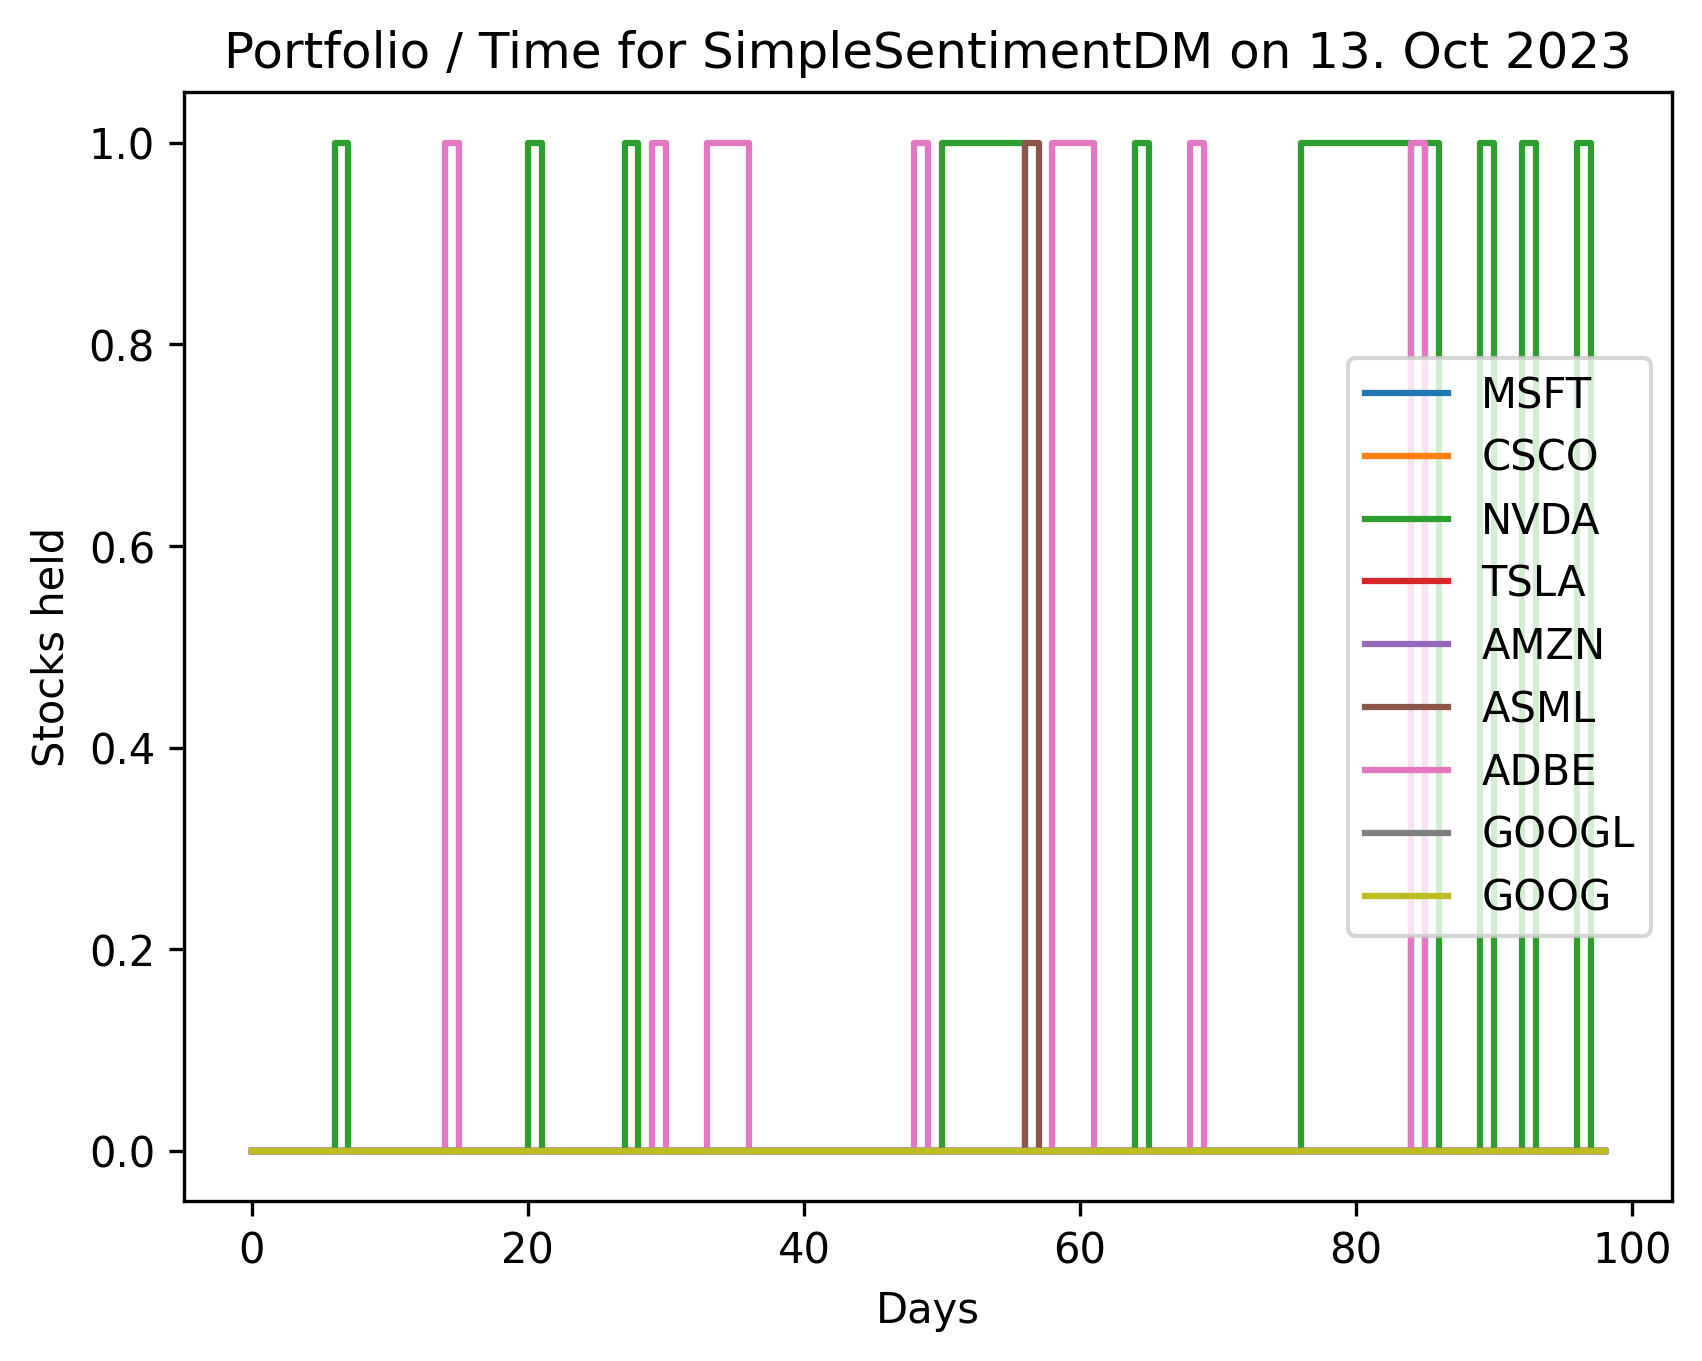 Portfolio / Time for SimpleSentimentDM on 13. Oct 2023
1.0
0.8
0.6
0.4
0.2
0.0
Stocks held
MSFT
CSCO
NVDA
TSLA
AMZN
ASML
ADBE
GOOGL
GOOG
0 20 40 60 80 100
Days